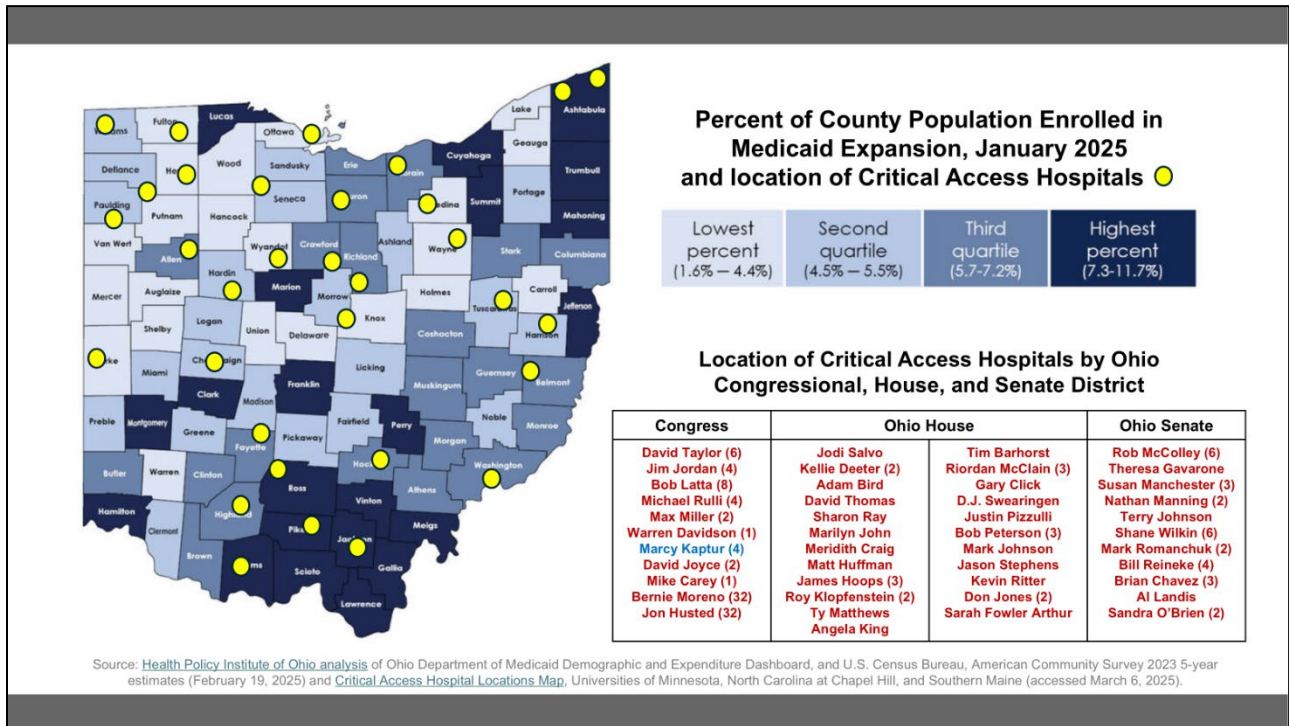 Percent of County Population Enrolled in
Medicaid Expansion, January 2025
and location of Critical Access Hospitals
Lowest
percent
(1.6% — 4.4%)
Second
quartile
(4.5% — 5.5%)
Third
quartile
(5.7-7.2%)
Highest
percent
(7.3-11.7%)
Fulton
Lucas
Ottawa
Lake
Ashtabula
Geauga
Defiance
Wood
Sandusky
Erie
Cuyahoga
Trumbull
Paulding
Seneca
Summit
Portage
Putnam
Hancock
Mahoning
Van Wert
Allen
Wyandot
Crawford
Richland
Ashland
Wayne
Stark
Columbiana
Hardin
Marion
Morrow
Holmes
Carroll
Mercer
Auglaize
Tuscarawas
Jefferson
Shelby
Logan
Union
Delaware
Knox
Coshocton
Harrison
Miami
Licking
Muskingum
Guernsey
Belmont
Clark
Franklin
Madison
Noble
Monroe
Preble
Montgomery
Greene
Fayette
Pickaway
Fairfield
Perry
Morgan
Washington
Butler
Warren
Clinton
Ross
Athens
Hamilton
Clermont
Vinton
Meigs
Brown
Scioto
Gallia
Lawrence
Location of Critical Access Hospitals by Ohio
Congressional, House, and Senate District
Congress
David Taylor (6)
Jim Jordan (4)
Bob Latta (8)
Michael Rulli (4)
Max Miller (2)
Warren Davidson (1)
Marcy Kaptur (4)
David Joyce (2)
Mike Carey (1)
Bernie Moreno (32)
Jon Husted (32)
Ohio House
Jodi Salvo
Kellie Deeter (2)
Adam Bird
David Thomas
Sharon Ray
Marilyn John
Meridith Craig
Matt Huffman
James Hoops (3)
Roy Klopfenstein (2)
Ty Matthews
Angela King
Tim Barhorst
Riordan McClain (3)
Gary Click
D.J. Swearingen
Justin Pizzulli
Bob Peterson (3)
Mark Johnson
Jason Stephens
Kevin Ritter
Don Jones (2)
Sarah Fowler Arthur
Ohio Senate
Rob McColley (6)
Theresa Gavarone
Susan Manchester (3)
Nathan Manning (2)
Terry Johnson
Shane Wilkin (6)
Mark Romanchuk (2)
Bill Reineke (4)
Brian Chavez (3)
Al Landis
Sandra O'Brien (2)
Source: Health Policy Institute of Ohio analysis of Ohio Department of Medicaid Demographic and Expenditure Dashboard, and U.S. Census Bureau, American Community Survey 2023 5-year
estimates (February 19, 2025) and Critical Access Hospital Locations Map, Universities of Minnesota, North Carolina at Chapel Hill, and Southern Maine (accessed March 6, 2025).